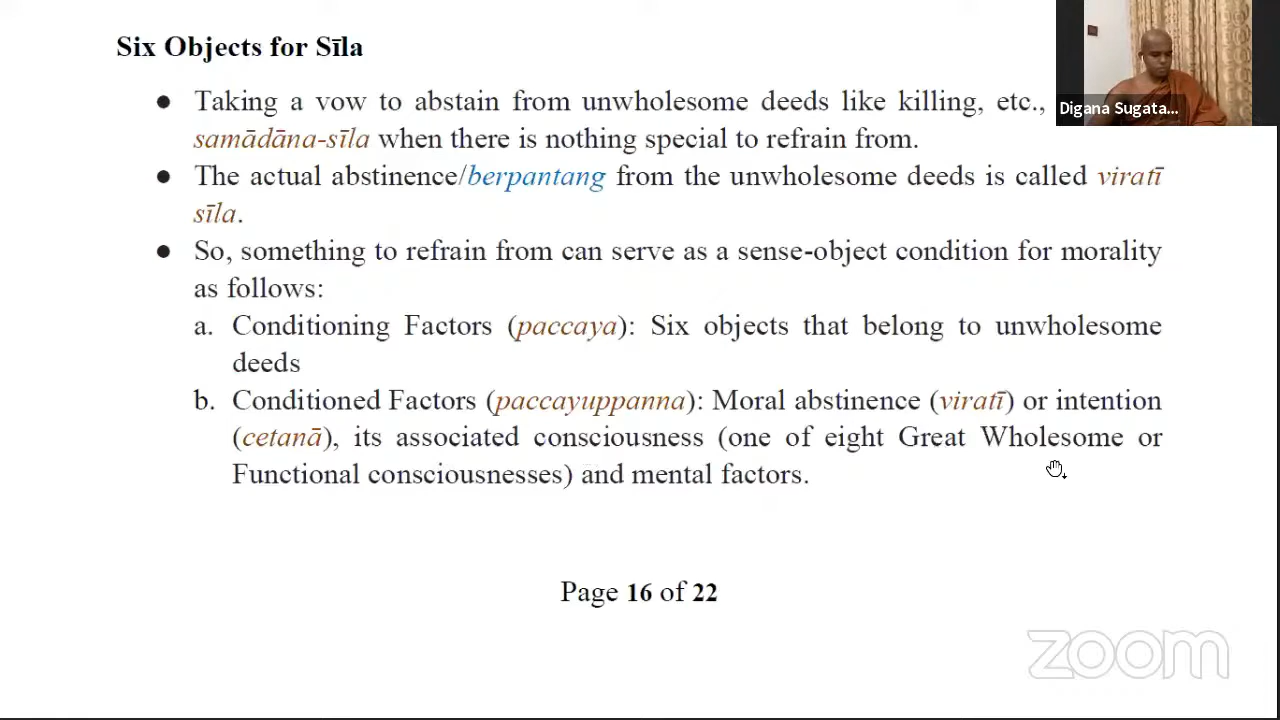 Six Objects for Sīla
● Taking a vow to abstain from unwholesome deeds like killing, etc.,
samādāna-sīla when there is nothing special to refrain from.
● The actual abstinence/berpantang from the unwholesome deeds is called viratī
sīla.
● So, something to refrain from can serve as a sense-object condition for morality
as follows:
a. Conditioning Factors (paccaya): Six objects that belong to unwholesome
deeds
b. Conditioned Factors (paccayuppanna): Moral abstinence (viratī) or intention
(cetanā), its associated consciousness (one of eight Great Wholesome or
Functional consciousnesses) and mental factors.
Page 16 of 22
Digana Sugata...
zoom